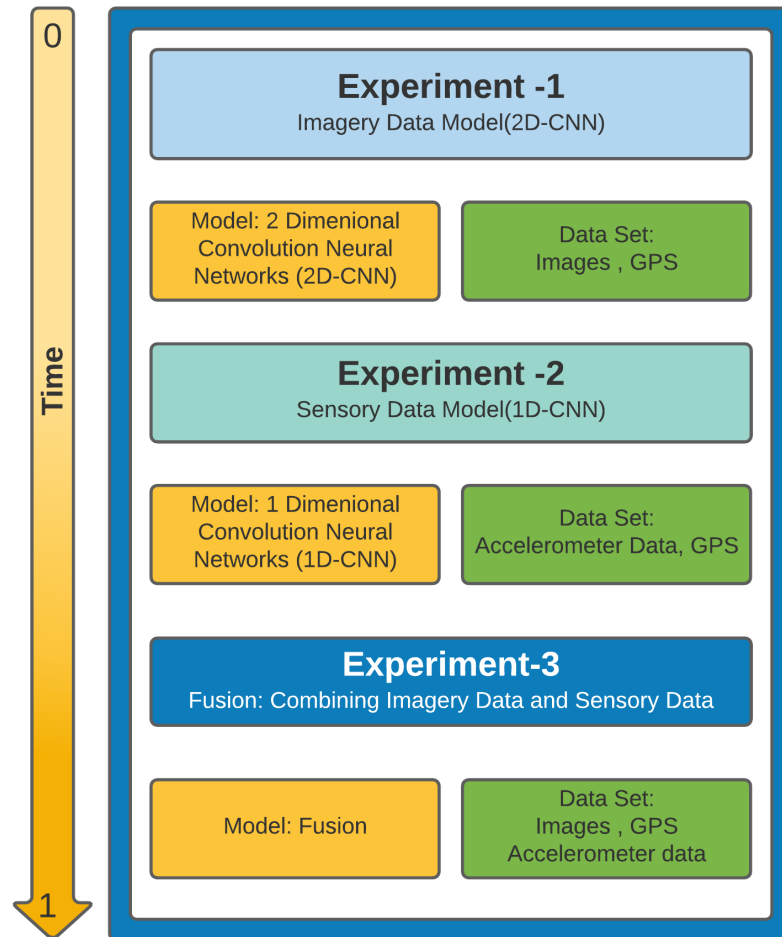 0
Experiment -1
Imagery Data Model(2D-CNN)
Model: 2 Dimenional
Convolution Neural
Networks (2D-CNN)
Data Set:
Images , GPS
Time
Experiment -2
Sensory Data Model(1D-CNN)
Model: 1 Dimenional
Convolution Neural
Networks (1D-CNN)
Data Set:
Accelerometer Data, GPS
Experiment-3
Fusion: Combining Imagery Data and Sensory Data
Model: Fusion
Data Set:
Images , GPS
Accelerometer data
1